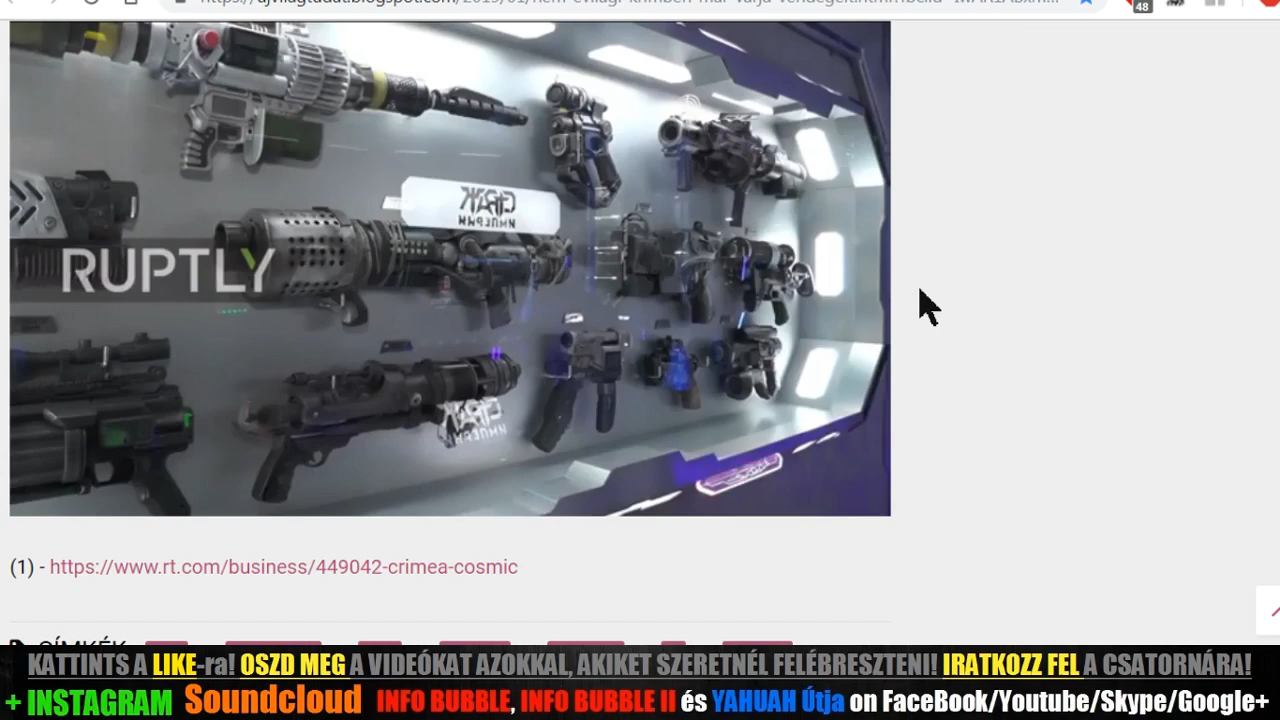 48
RUPTLY
(1) - https://www.rt.com/business/449042-crimea-cosmic
CÍMKÉK
KATTINTS A LIKE-ra! OSZD MEG A VIDEÓKAT AZOKKAL, AKIKET SZERETNÉL FELÉBRESZTENI! IRATKOZZ FEL A CSATORNÁRA!
+ INSTAGRAM Soundcloud INFO BUBBLE, INFO BUBBLE II és YAHUAH Útja on FaceBook/Youtube/Skype/Google+